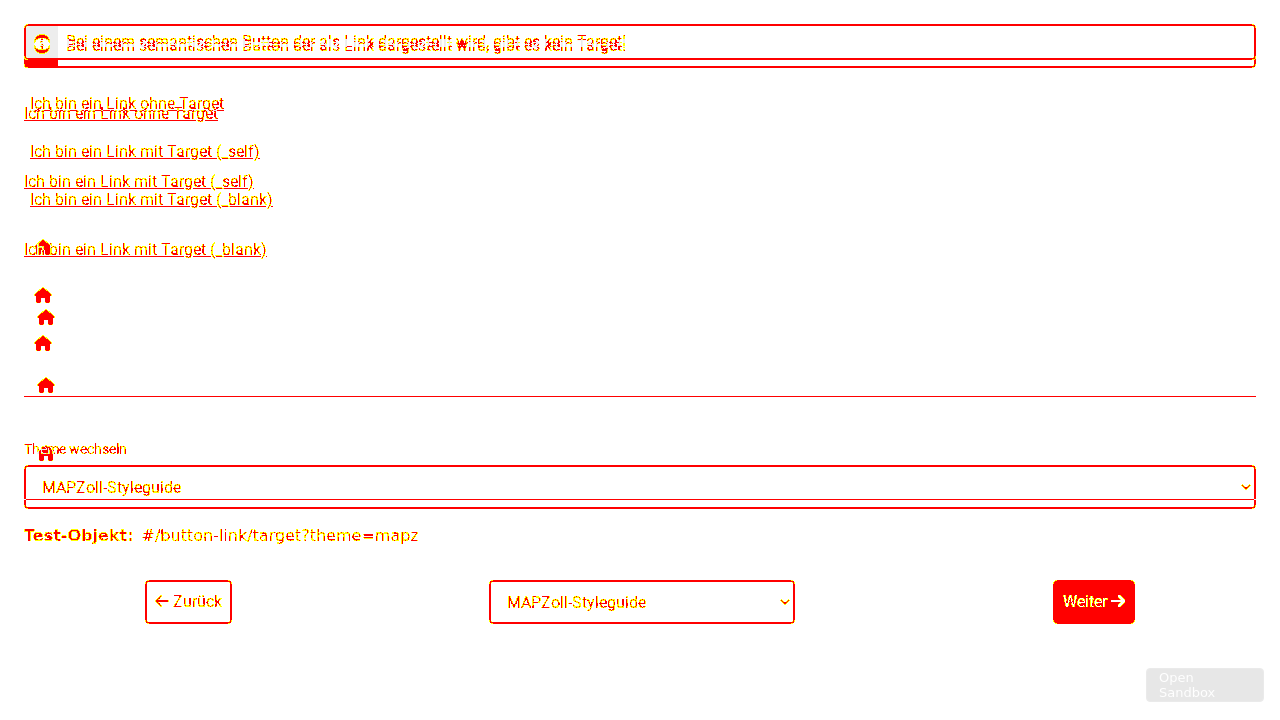 Bei einem semantischen Button der als Link dargestellt wird, gibt es kein Target!
Ich bin ein Link ohne Target
Ich bin ein Link ohne Target
Ich bin ein Link mit Target (_self)
Ich bin ein Link mit Target (_self)
Ich bin ein Link mit Target (_blank)
Ich bin ein Link mit Target (_blank)
Theme wechseln
MAPZoll-Styleguide
Test-Objekt: #/button-link/target?theme=mapz
← Zurück MAPZoll-Styleguide Weiter →
Open
Sandbox